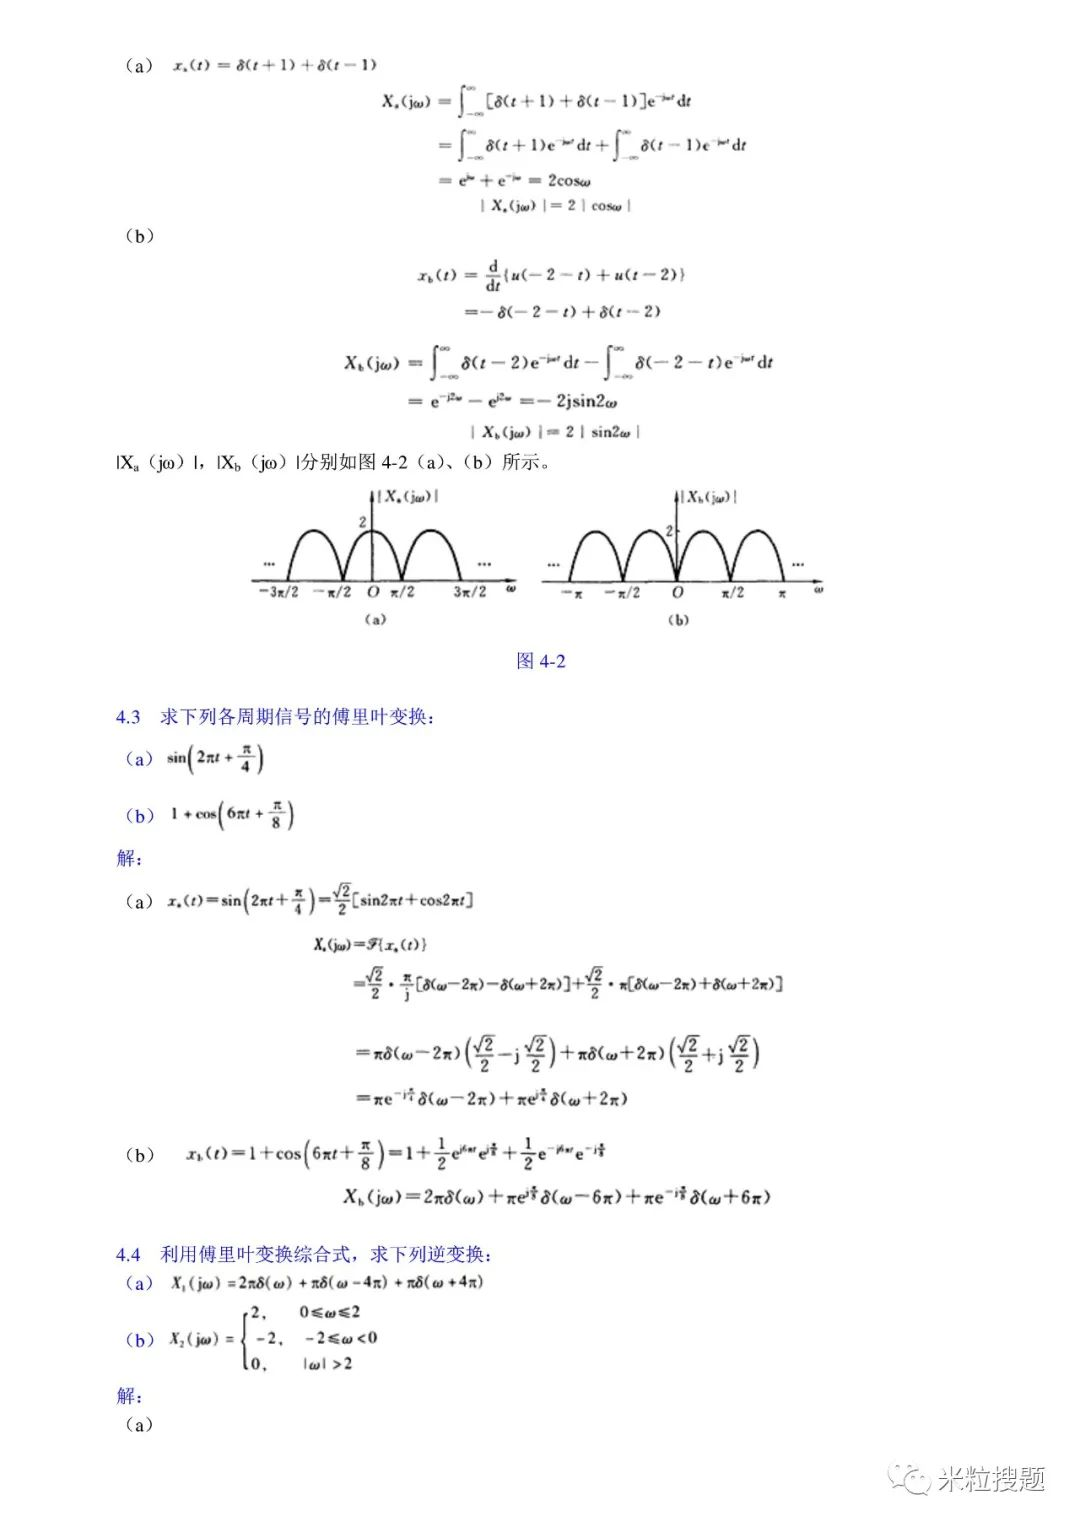 (a) xₐ(t) = δ(t+1) + δ(t−1)
Xₐ(jω) = ∫_{−∞}^{∞} [δ(t+1)+δ(t−1)]e^{−jωt} dt
= ∫_{−∞}^{∞} δ(t+1)e^{−jωt} dt + ∫_{−∞}^{∞} δ(t−1)e^{−jωt} dt
= e^{jω} + e^{−jω} = 2cosω
| Xₐ(jω) | = 2 | cosω |
(b)
x_b(t) = d/dt {u(−2−t) + u(t−2)}
=−δ(−2−t) + δ(t−2)
X_b(jω) = ∫_{−∞}^{∞} δ(t−2)e^{−jωt} dt − ∫_{−∞}^{∞} δ(−2−t)e^{−jωt} dt
= e^{−j2ω} − e^{j2ω} =−2jsin2ω
| X_b(jω) | = 2 | sin2ω |
|Xₐ（jω）|，|X_b（jω）|分别如图 4-2（a）、（b）所示。
|Xₐ(jω)| |X_b(jω)|
2 2
… … … …
−3π/2 −π/2 O π/2 3π/2 ω −π −π/2 O π/2 π ω
(a) (b)
图 4-2
4.3 求下列各周期信号的傅里叶变换：
(a) sin(2πt + π/4)
(b) 1 + cos(6πt + π/8)
解：
(a) xₐ(t)=sin(2πt+π/4)=√2/2[sin2πt+cos2πt]
Xₐ(jω)=ℱ{xₐ(t)}
=√2/2·π/j[δ(ω−2π)−δ(ω+2π)]+√2/2·π[δ(ω−2π)+δ(ω+2π)]
=πδ(ω−2π)(√2/2−j√2/2)+πδ(ω+2π)(√2/2+j√2/2)
=πe^{−jπ/4}δ(ω−2π)+πe^{jπ/4}δ(ω+2π)
(b) x_b(t)=1+cos(6πt+π/8)=1+1/2e^{j6πt}e^{jπ/8}+1/2e^{−j6πt}e^{−jπ/8}
X_b(jω)=2πδ(ω)+πe^{jπ/8}δ(ω−6π)+πe^{−jπ/8}δ(ω+6π)
4.4 利用傅里叶变换综合式，求下列逆变换：
(a) X₁(jω)=2πδ(ω)+πδ(ω−4π)+πδ(ω+4π)
(b) X₂(jω)={2, 0⩽ω⩽2
−2, −2⩽ω<0
0, |ω|>2
解：
(a)
米粒搜题